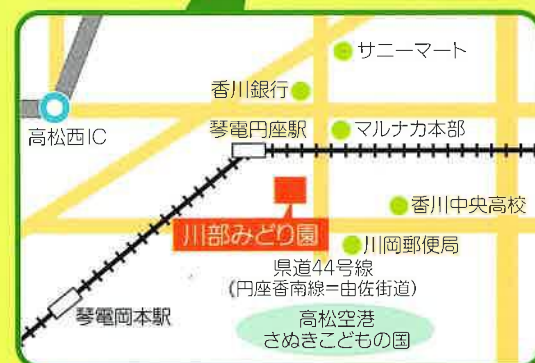 サニーマート
香川銀行
高松西IC
琴電円座駅
マルナカ本部
香川中央高校
川部みどり園
川岡郵便局
県道44号線
(円座香南線=由佐街道)
琴電岡本駅
高松空港
さぬきこどもの国